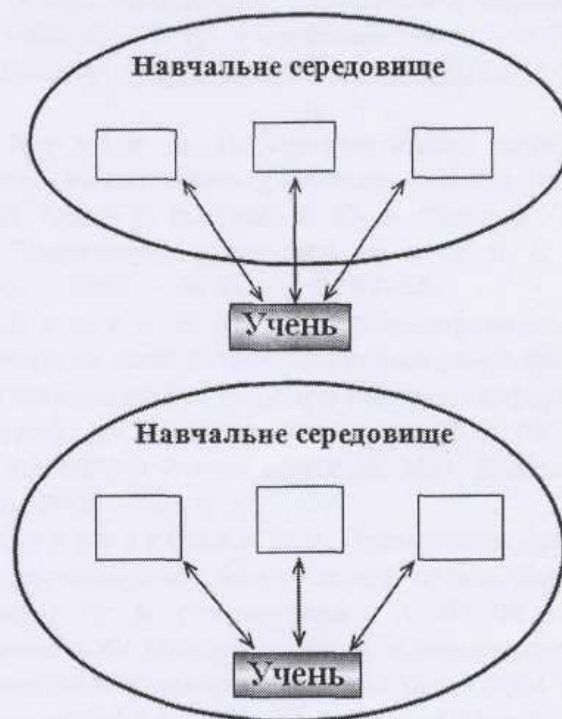 Навчальне середовище
Учень
Навчальне середовище
Учень